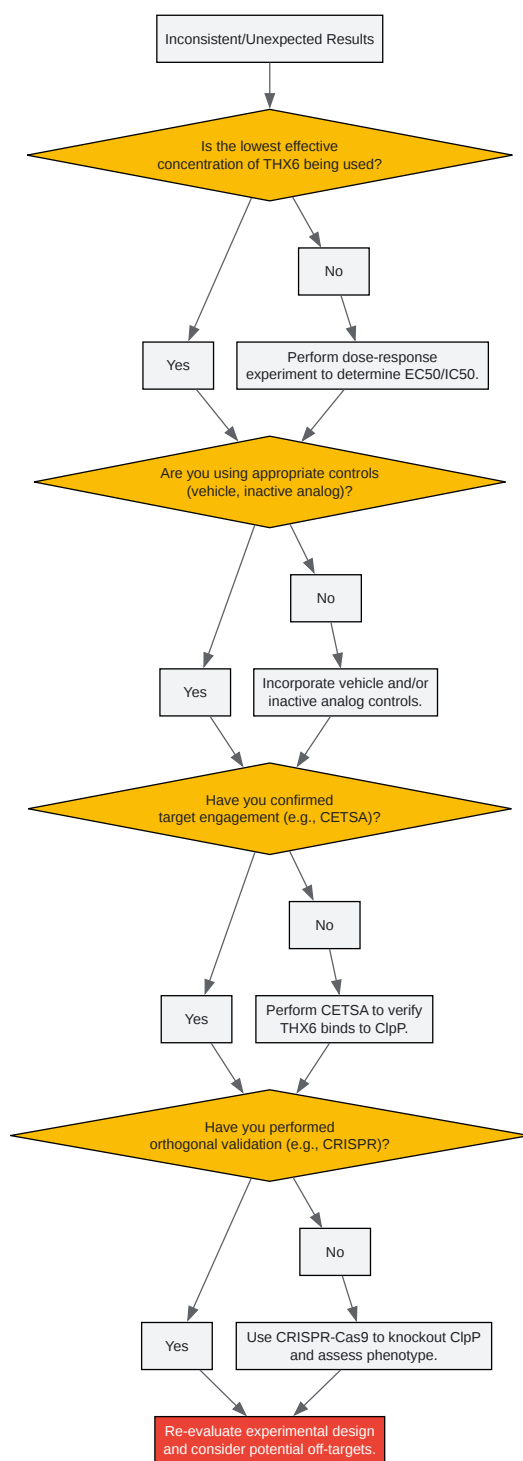 Inconsistent/Unexpected Results
Is the lowest effective
concentration of THX6 being used?
No
Yes
Perform dose-response
experiment to determine EC50/IC50.
Are you using appropriate controls
(vehicle, inactive analog)?
No
Yes
Incorporate vehicle and/or
inactive analog controls.
Have you confirmed
target engagement (e.g., CETSA)?
No
Yes
Perform CETSA to verify
THX6 binds to ClpP.
Have you performed
orthogonal validation (e.g., CRISPR)?
No
Yes
Use CRISPR-Cas9 to knockout ClpP
and assess phenotype.
Re-evaluate experimental design
and consider potential off-targets.